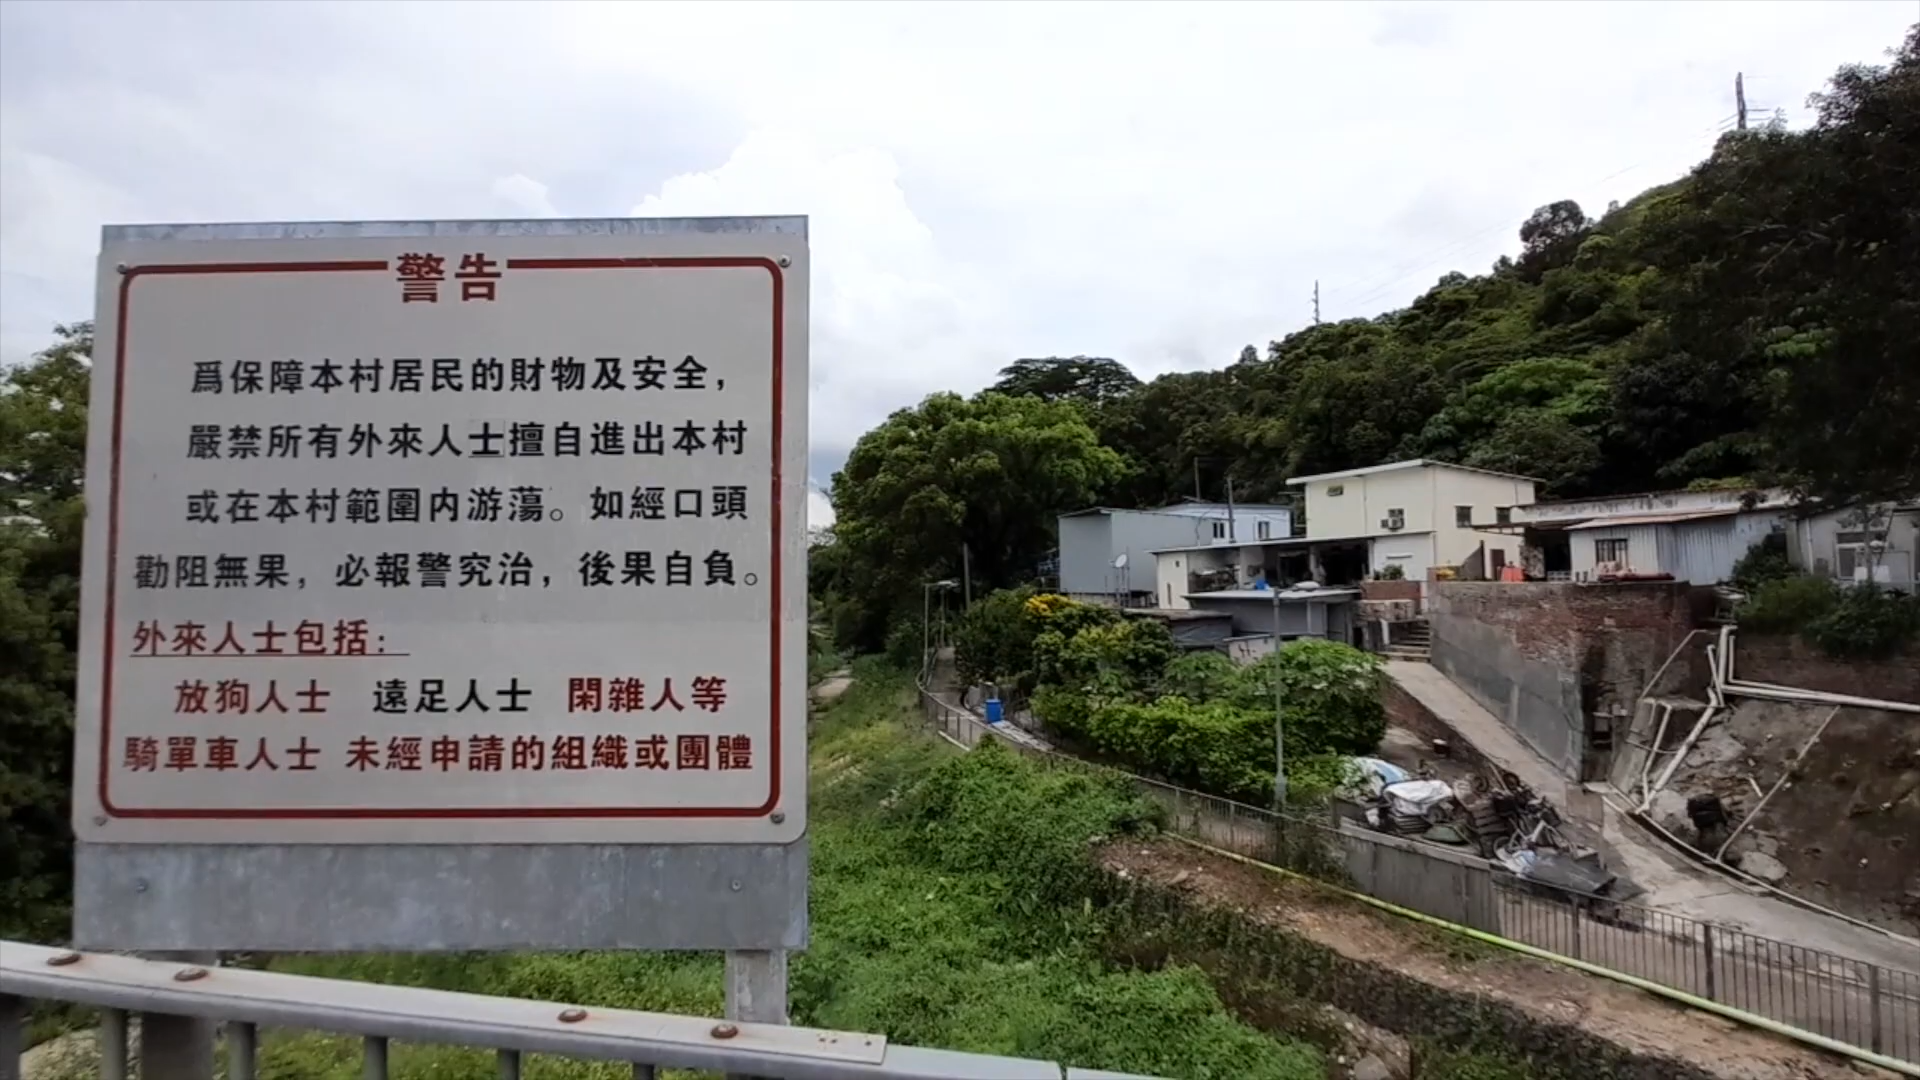 警告
爲保障本村居民的財物及安全，
嚴禁所有外來人士擅自進出本村
或在本村範圍内游蕩。如經口頭
勸阻無果，必報警究治，後果自負。
外來人士包括：
放狗人士 遠足人士 閑雜人等
騎單車人士 未經申請的組織或團體